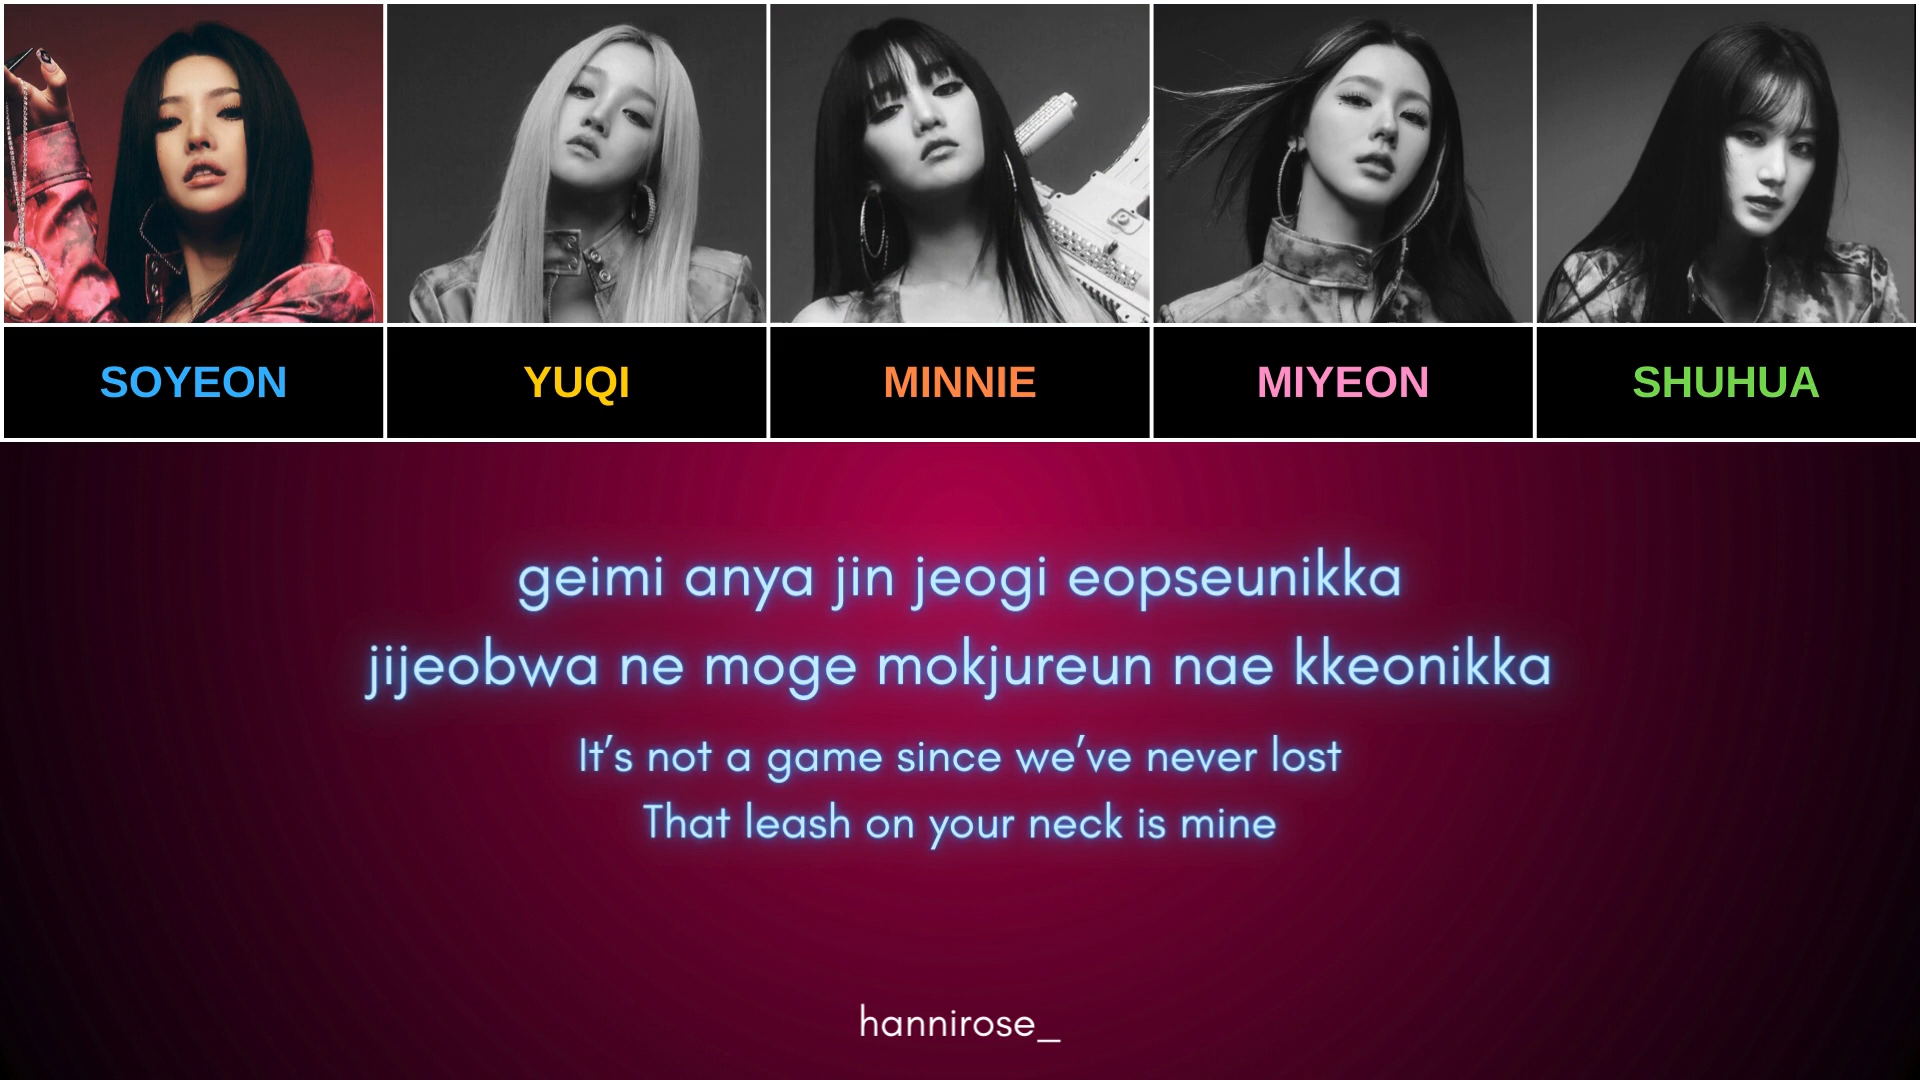 SOYEON
YUQI
MINNIE
MIYEON
SHUHUA
geimi anya jin jeogi eopseunikka
jijeobwa ne moge mokjureun nae kkeonikka
It's not a game since we've never lost
That leash on your neck is mine
hannirose_